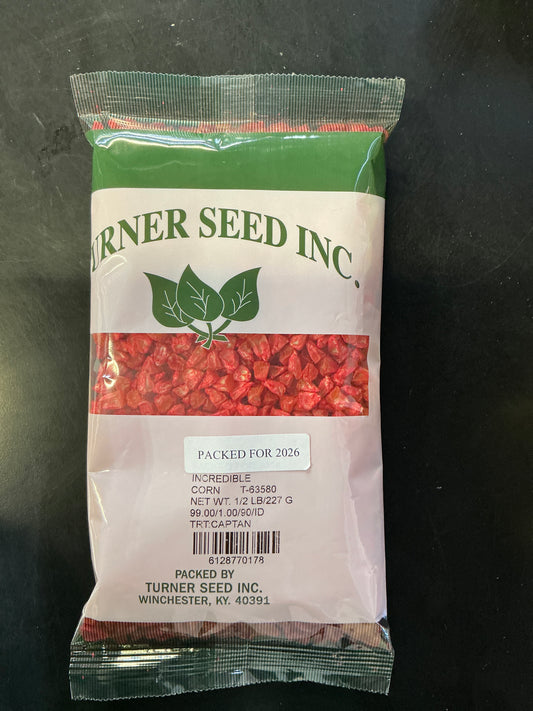 TURNER SEED INC.
PACKED FOR 2026
INCREDIBLE
CORN T-63580
NET WT. 1/2 LB/227 G
99.00/1.00/90/ID
TRT:CAPTAN
6128770178
PACKED BY
TURNER SEED INC.
WINCHESTER, KY. 40391